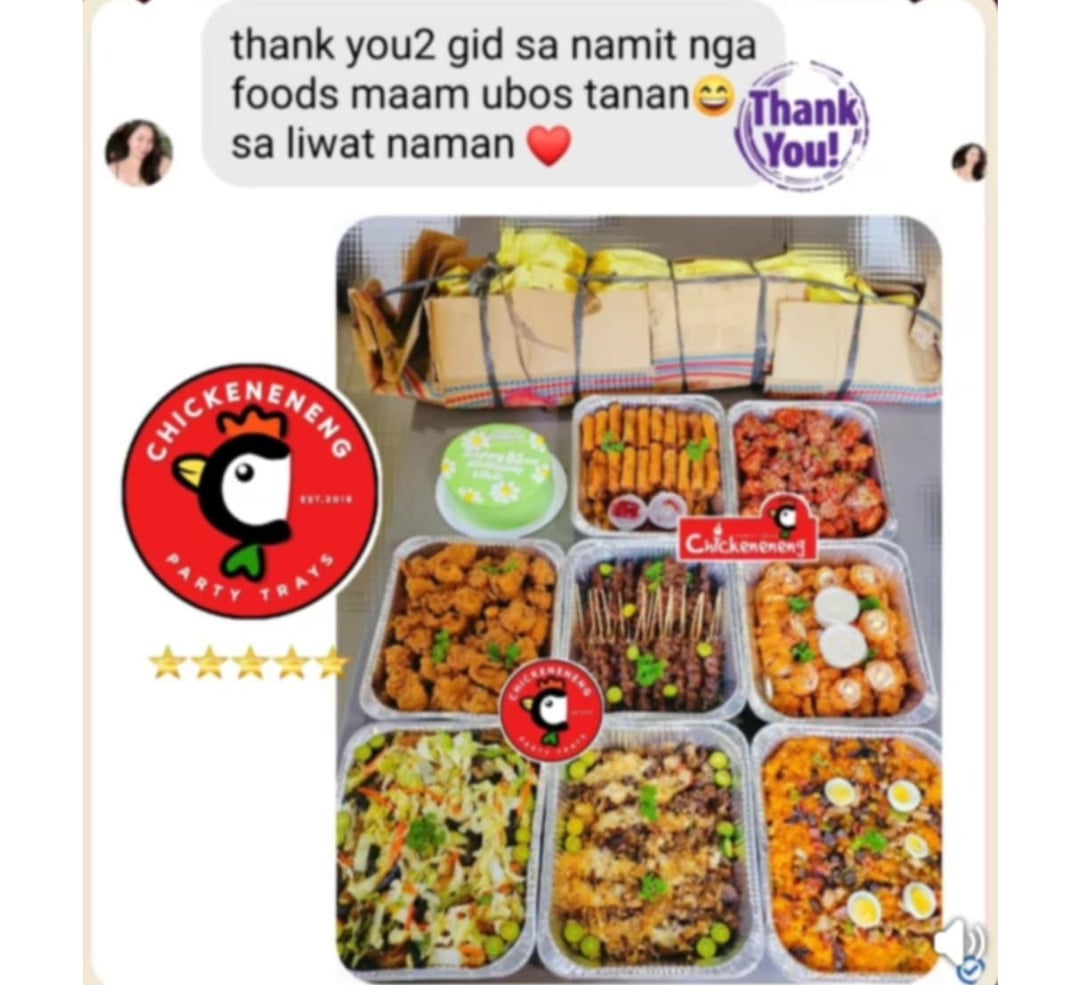 thank you2 gid sa namit nga
foods maam ubos tanan😄
sa liwat naman ❤️
Thank
You!
CHICKENENENG
EST.2018
PARTY TRAYS
Chickeneneng
CHICKENENENG
PARTY TRAYS